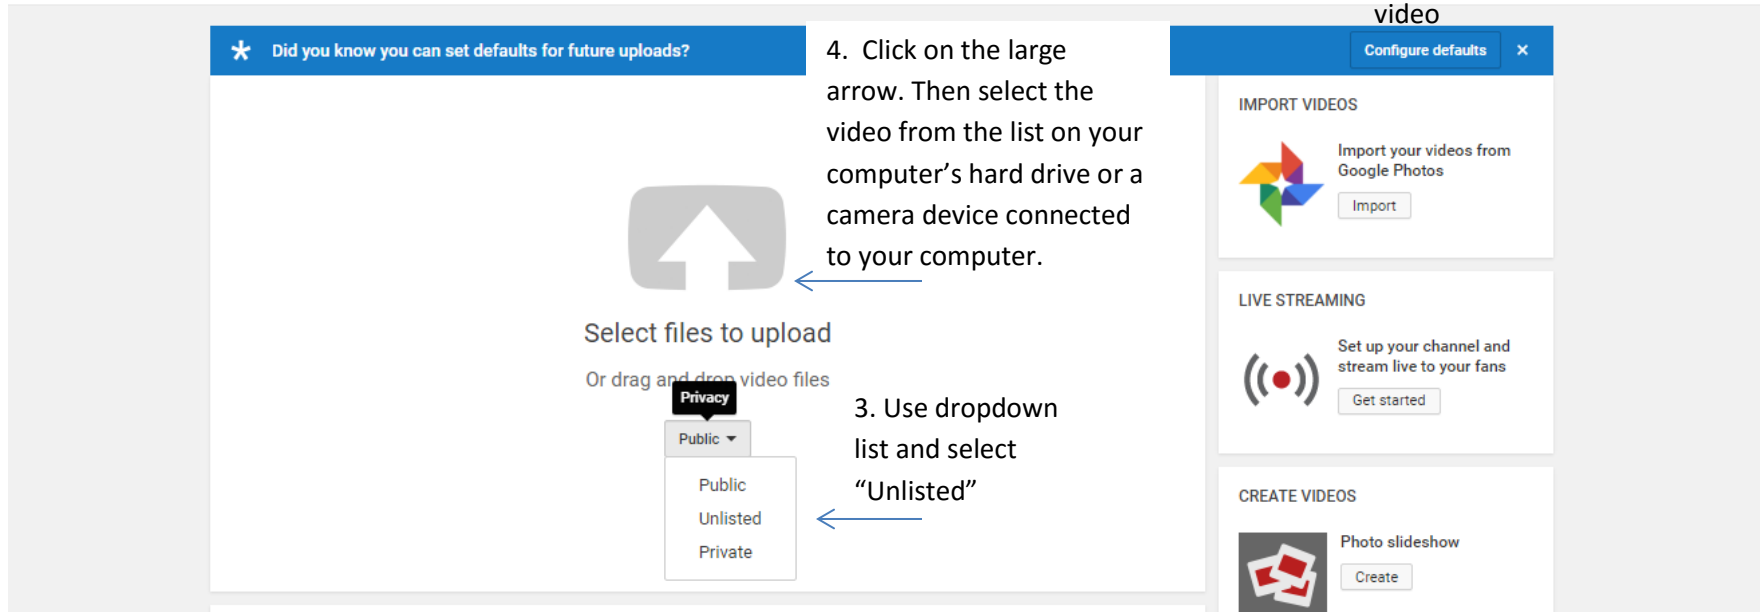 video
Did you know you can set defaults for future uploads?
Configure defaults ×
4. Click on the large
arrow. Then select the
video from the list on your
computer’s hard drive or a
camera device connected
to your computer.
Select files to upload
Or drag and drop video files
Privacy
Public
Public
Unlisted
Private
3. Use dropdown
list and select
“Unlisted”
IMPORT VIDEOS
Import your videos from
Google Photos
Import
LIVE STREAMING
Set up your channel and
stream live to your fans
Get started
CREATE VIDEOS
Photo slideshow
Create